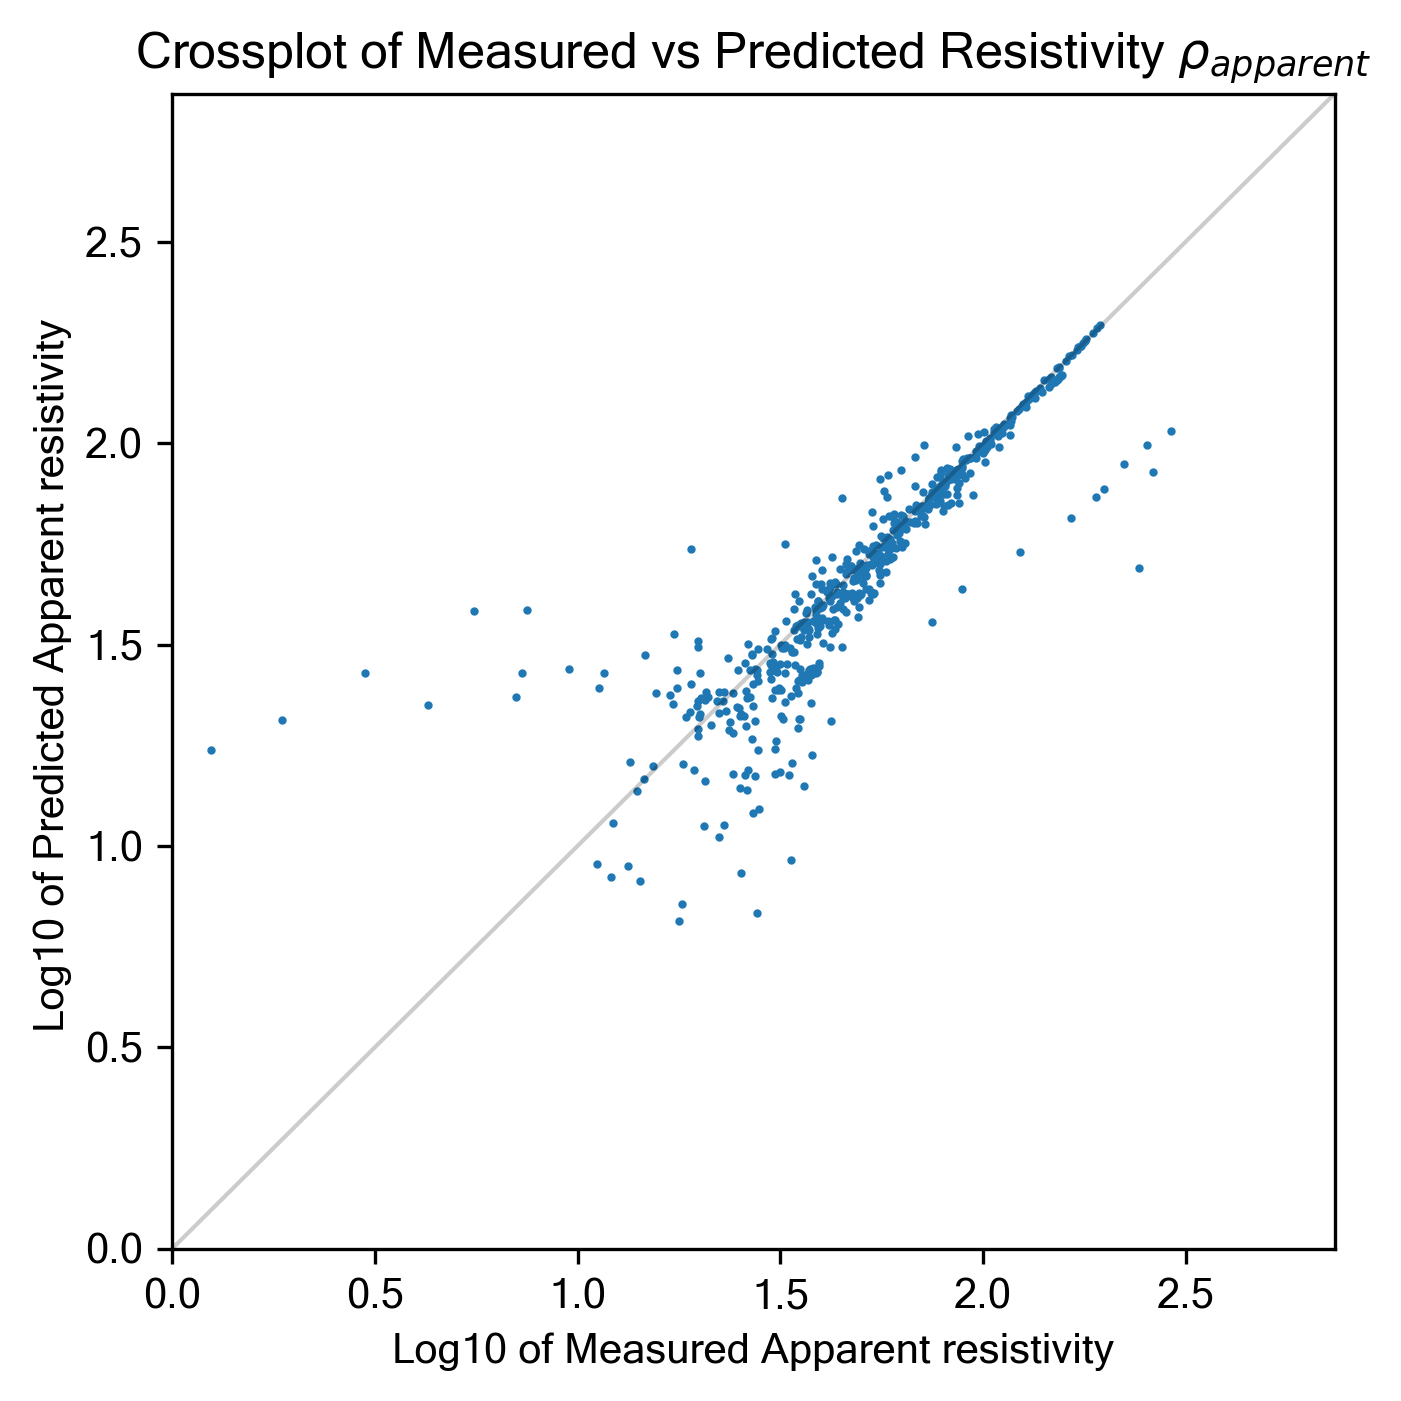 Crossplot of Measured vs Predicted Resistivity ρapparent
Log10 of Predicted Apparent resistivity
2.5
2.0
1.5
1.0
0.5
0.0
0.0 0.5 1.0 1.5 2.0 2.5
Log10 of Measured Apparent resistivity